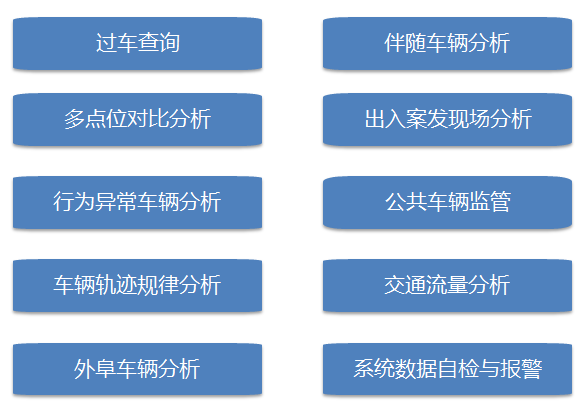 过车查询
伴随车辆分析
多点位对比分析
出入案发现场分析
行为异常车辆分析
公共车辆监管
车辆轨迹规律分析
交通流量分析
外阜车辆分析
系统数据自检与报警